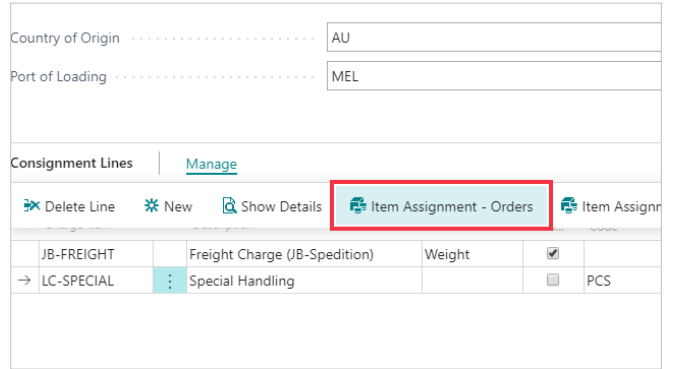 Country of Origin AU
Port of Loading MEL
Consignment Lines Manage
Delete Line New Show Details Item Assignment - Orders Item Assignm
JB-FREIGHT Freight Charge (JB-Spedition) Weight
LC-SPECIAL Special Handling PCS